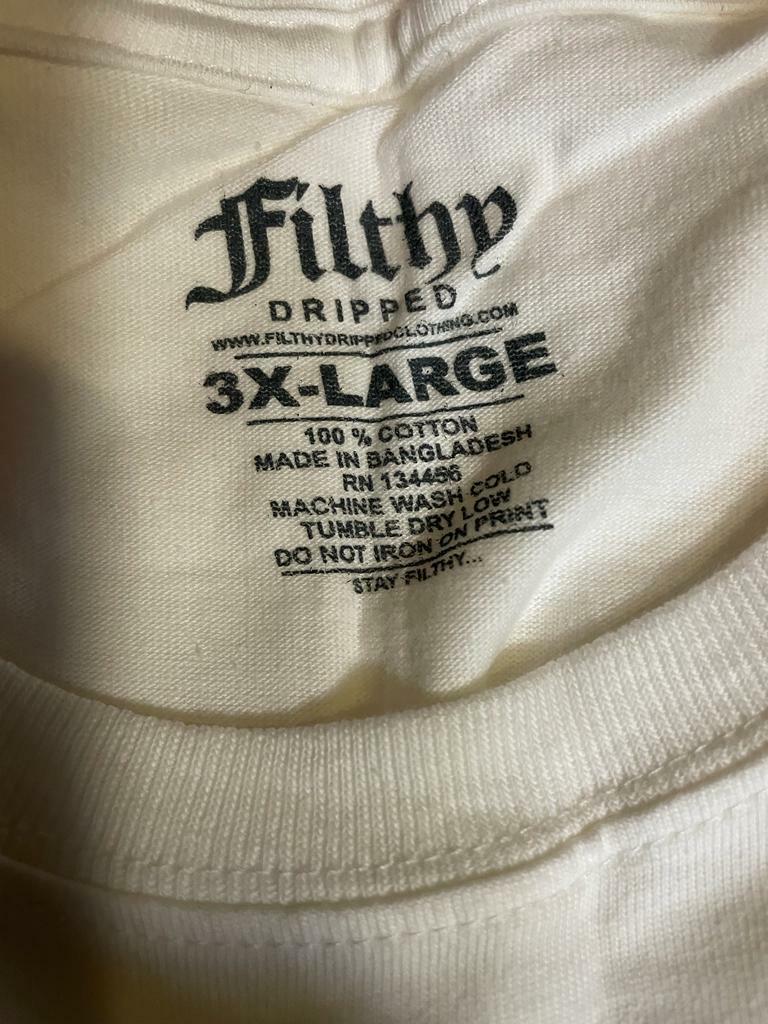 Filthy
DRIPPED
WWW.FILTHYDRIPPEDCLOTHING.COM
3X-LARGE
100 % COTTON
MADE IN BANGLADESH
RN 134456
MACHINE WASH COLD
TUMBLE DRY LOW
DO NOT IRON ON PRINT
STAY FILTHY...